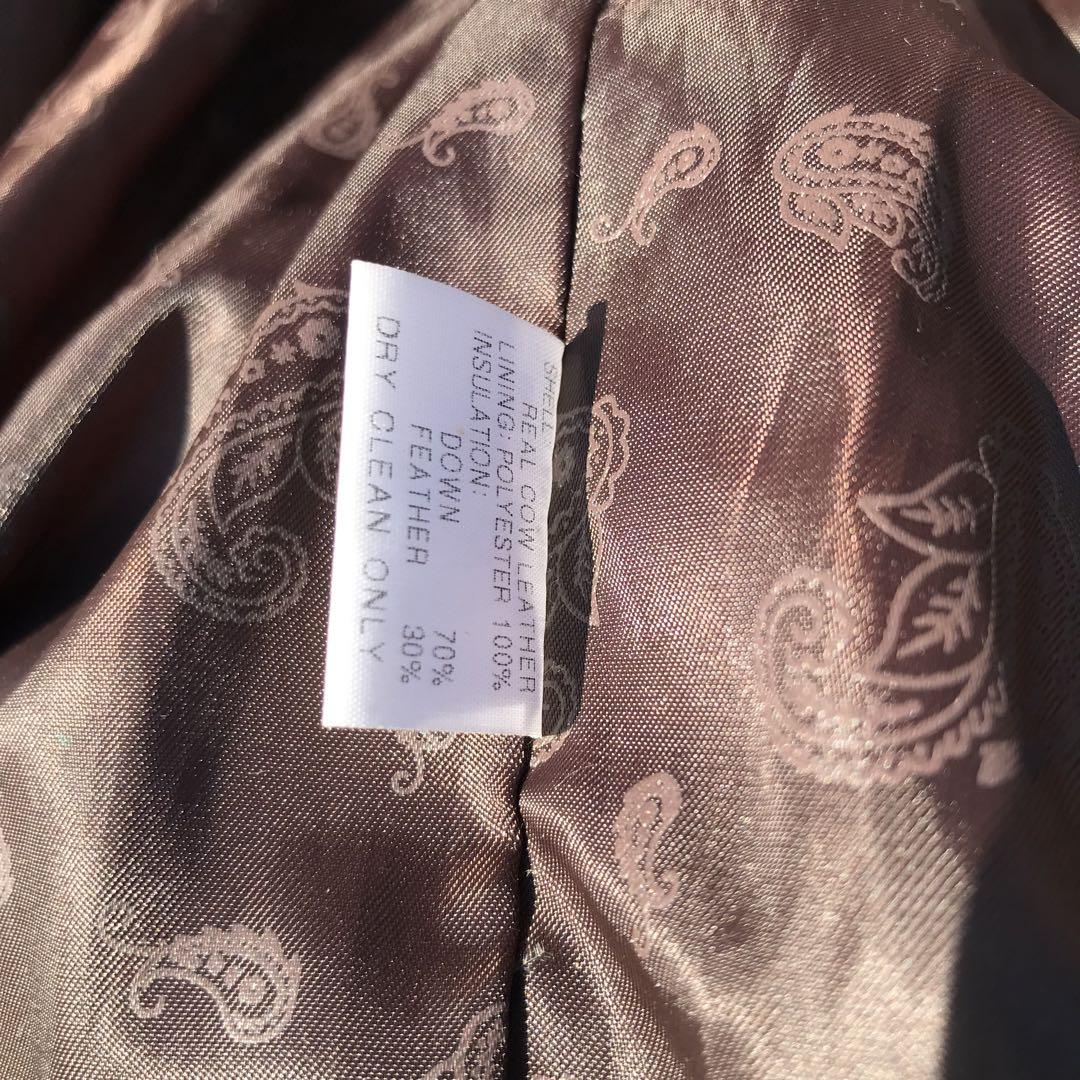 SHELL
REAL COW LEATHER
LINING: POLYESTER 100%
INSULATION:
DOWN 70%
FEATHER 30%
DRY CLEAN ONLY